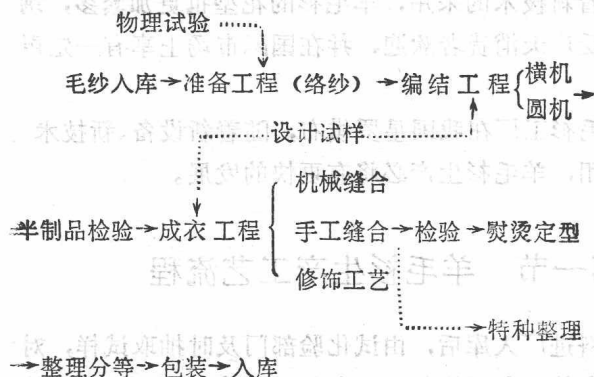 物理试验
毛纱入库→准备工程（络纱）→编结工程{横机 圆机→
设计试样
→半制品检验→成衣工程{机械缝合
手工缝合→检验→熨烫定型
修饰工艺
→特种整理
→整理分等→包装→入库